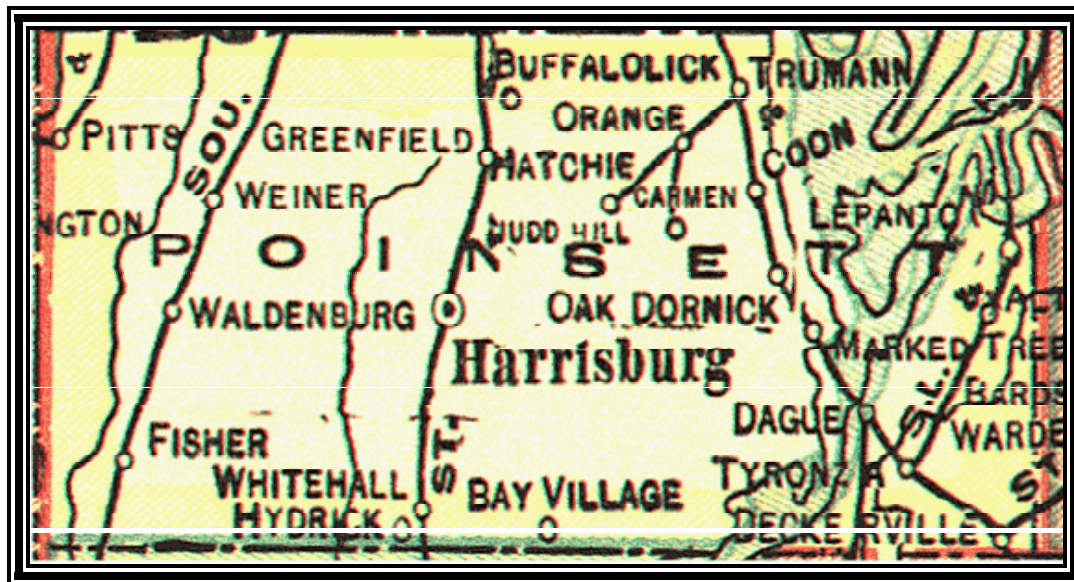 BUFFALOLICK
TRUMANN
SOU.
ORANGE
PITTS
GREENFIELD
HATCHIE
COON
WEINER
CARMEN
LEPANTO
NGTON
JUDD HILL
POINSETT
WALDENBURG
OAK DORNICK
Harrisburg
MARKED TREE
BARDS
DAGUE
ST.L.
WARDE
FISHER
ST.
TYRONZA
WHITEHALL
BAY VILLAGE
HYDRICK
DECKERVILLE